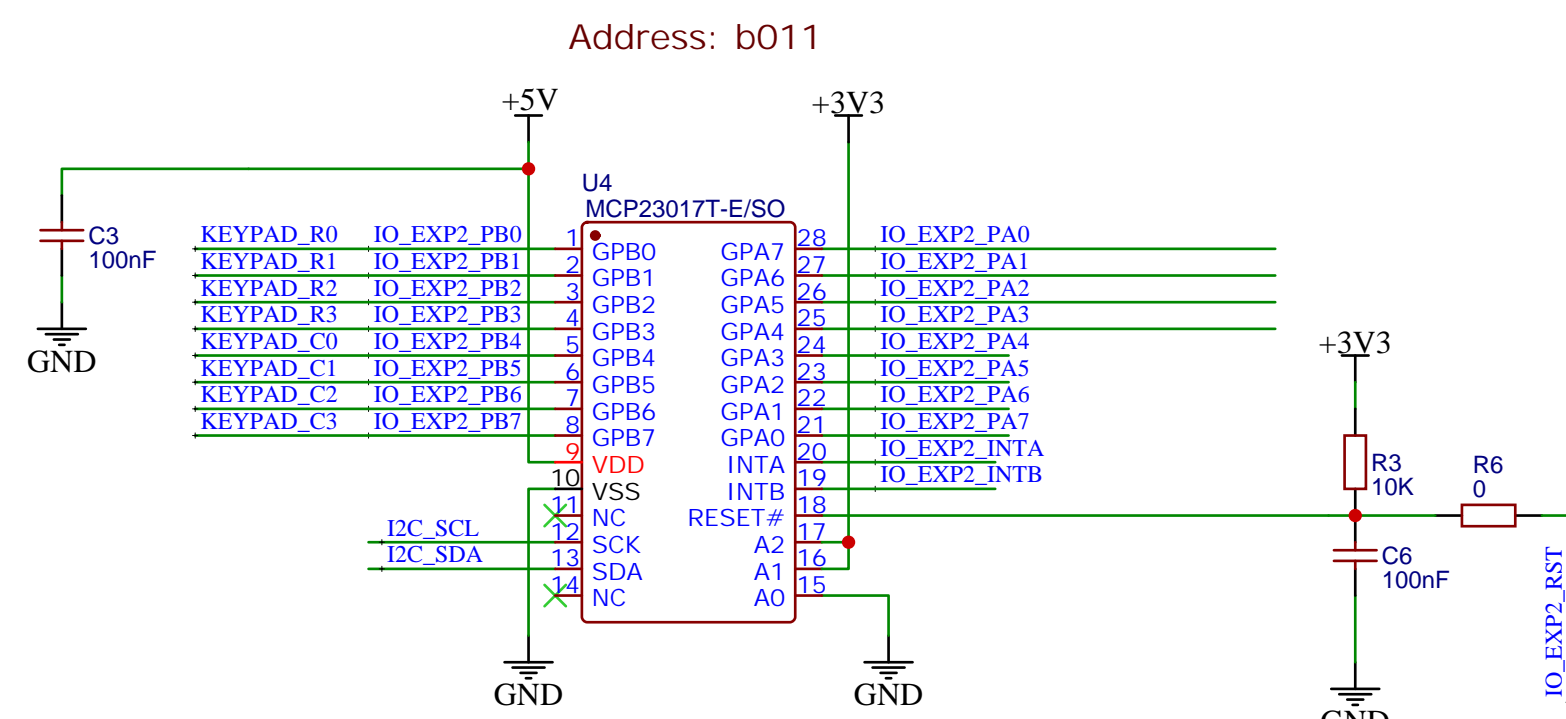 Address: b011
+5V
+3V3
U4
MCP23017T-E/SO
C3
100nF
GND
KEYPAD_R0 IO_EXP2_PB0 1 GPB0 GPA7 28 IO_EXP2_PA0
KEYPAD_R1 IO_EXP2_PB1 2 GPB1 GPA6 27 IO_EXP2_PA1
KEYPAD_R2 IO_EXP2_PB2 3 GPB2 GPA5 26 IO_EXP2_PA2
KEYPAD_R3 IO_EXP2_PB3 4 GPB3 GPA4 25 IO_EXP2_PA3
KEYPAD_C0 IO_EXP2_PB4 5 GPB4 GPA3 24 IO_EXP2_PA4
KEYPAD_C1 IO_EXP2_PB5 6 GPB5 GPA2 23 IO_EXP2_PA5
KEYPAD_C2 IO_EXP2_PB6 7 GPB6 GPA1 22 IO_EXP2_PA6
KEYPAD_C3 IO_EXP2_PB7 8 GPB7 GPA0 21 IO_EXP2_PA7
9 VDD INTA 20 IO_EXP2_INTA
10 VSS INTB 19 IO_EXP2_INTB
11 NC RESET# 18
I2C_SCL 12 SCK A2 17
I2C_SDA 13 SDA A1 16
14 NC A0 15
GND
GND
+3V3
R3
10K
R6
0
C6
100nF
GND
IO_EXP2_RST